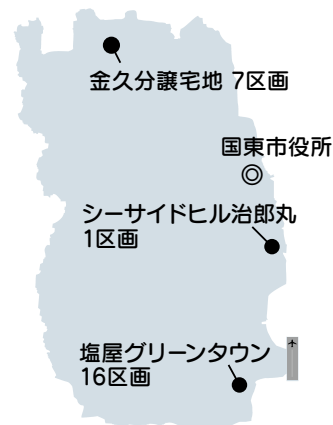 金久分譲宅地 7区画
国東市役所
シーサイドヒル治郎丸
1区画
塩屋グリーンタウン
16区画